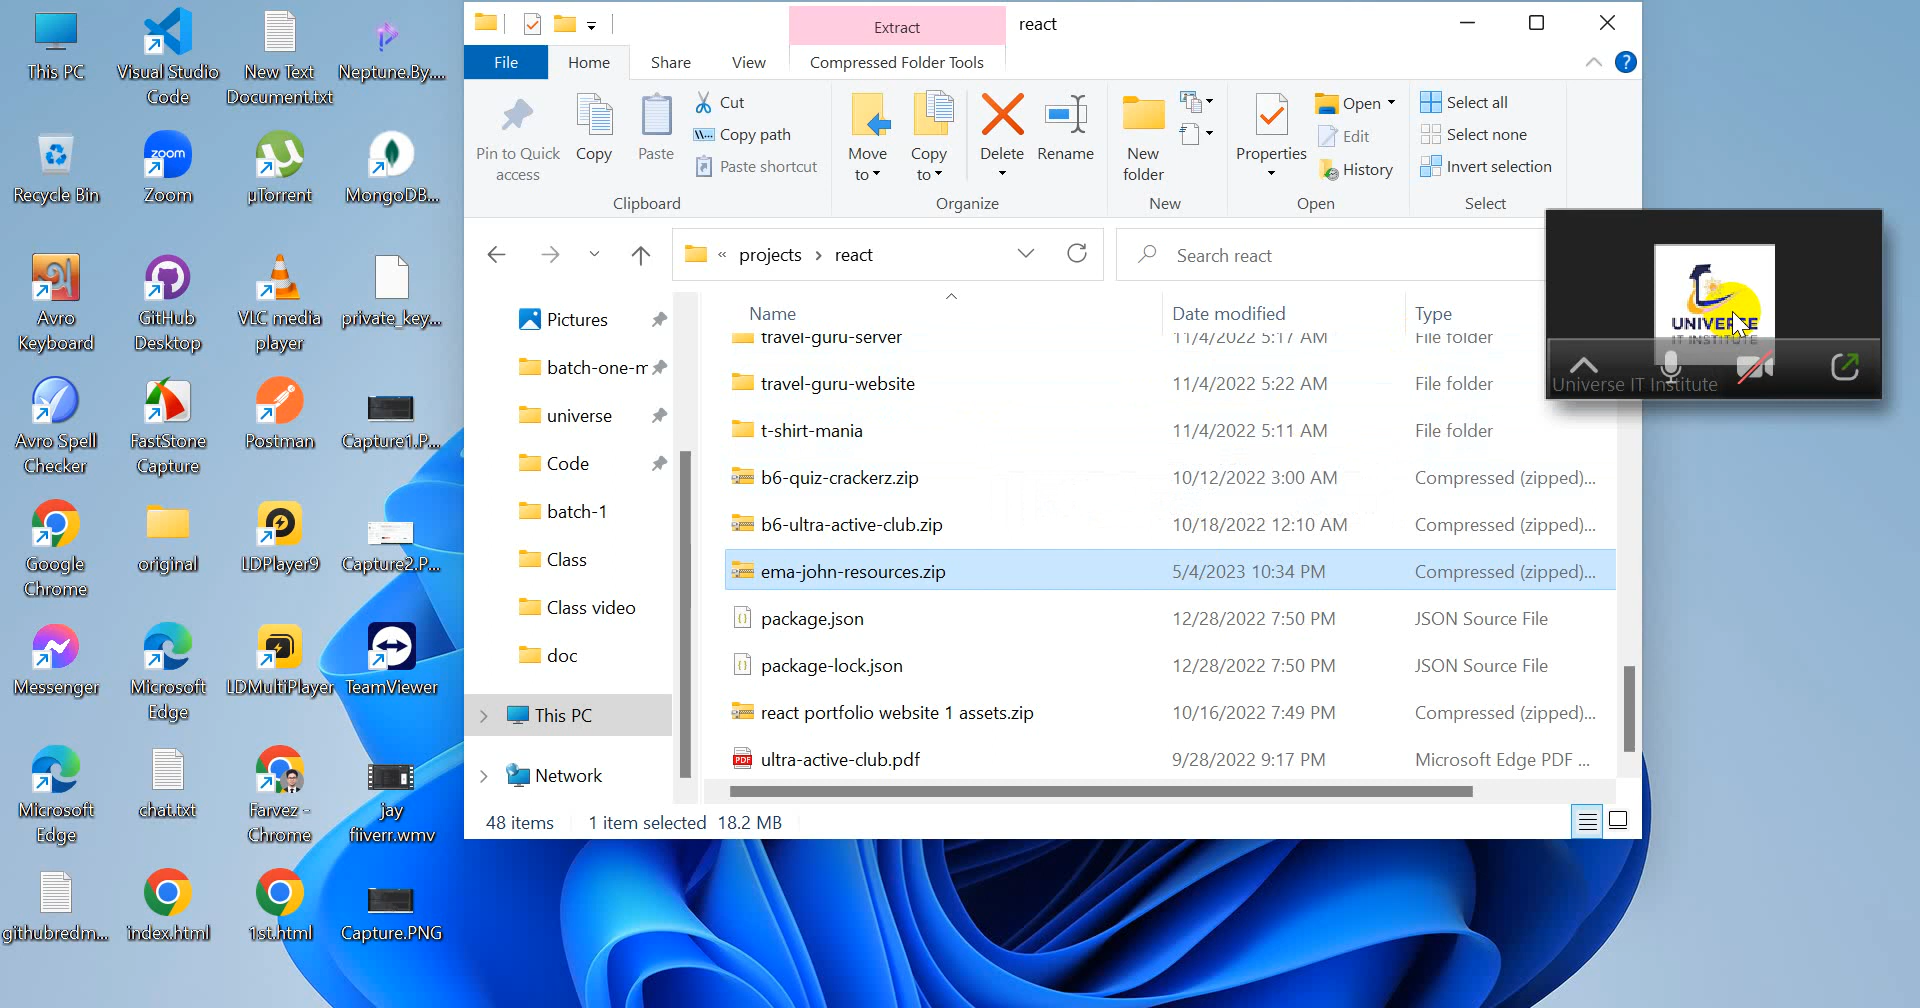 This PC
Visual Studio
Code
New Text
Document.txt
Neptune.By....
Recycle Bin
zoom
Zoom
µTorrent
MongoDB...
Avro
Keyboard
GitHub
Desktop
VLC media
player
private_key...
Avro Spell
Checker
FastStone
Capture
Postman
Capture1.P...
Google
Chrome
original
LDPlayer9
Capture2.P...
Messenger
Microsoft
Edge
LDMultiPlayer
TeamViewer
Microsoft
Edge
chat.txt
Farvez -
Chrome
jay
fiiverr.wmv
githubredm...
index.html
1st.html
Capture.PNG
Extract
react
File
Home
Share
View
Compressed Folder Tools
?
Pin to Quick
access
Copy
Paste
Cut
Copy path
Paste shortcut
Clipboard
Move
to
Copy
to
Delete
Rename
Organize
New
folder
New
Properties
Open
Edit
History
Open
Select all
Select none
Invert selection
Select
« projects › react
Search react
Pictures
batch-one-m
universe
Code
batch-1
Class
Class video
doc
This PC
Network
Name
Date modified
Type
travel-guru-server 11/4/2022 5:17 AM File folder
travel-guru-website 11/4/2022 5:22 AM File folder
t-shirt-mania 11/4/2022 5:11 AM File folder
b6-quiz-crackerz.zip 10/12/2022 3:00 AM Compressed (zipped)...
b6-ultra-active-club.zip 10/18/2022 12:10 AM Compressed (zipped)...
ema-john-resources.zip 5/4/2023 10:34 PM Compressed (zipped)...
package.json 12/28/2022 7:50 PM JSON Source File
package-lock.json 12/28/2022 7:50 PM JSON Source File
react portfolio website 1 assets.zip 10/16/2022 7:49 PM Compressed (zipped)...
PDF
ultra-active-club.pdf 9/28/2022 9:17 PM Microsoft Edge PDF ...
48 items
1 item selected 18.2 MB
UNIVERSE
IT INSTITUTE
Universe IT Institute